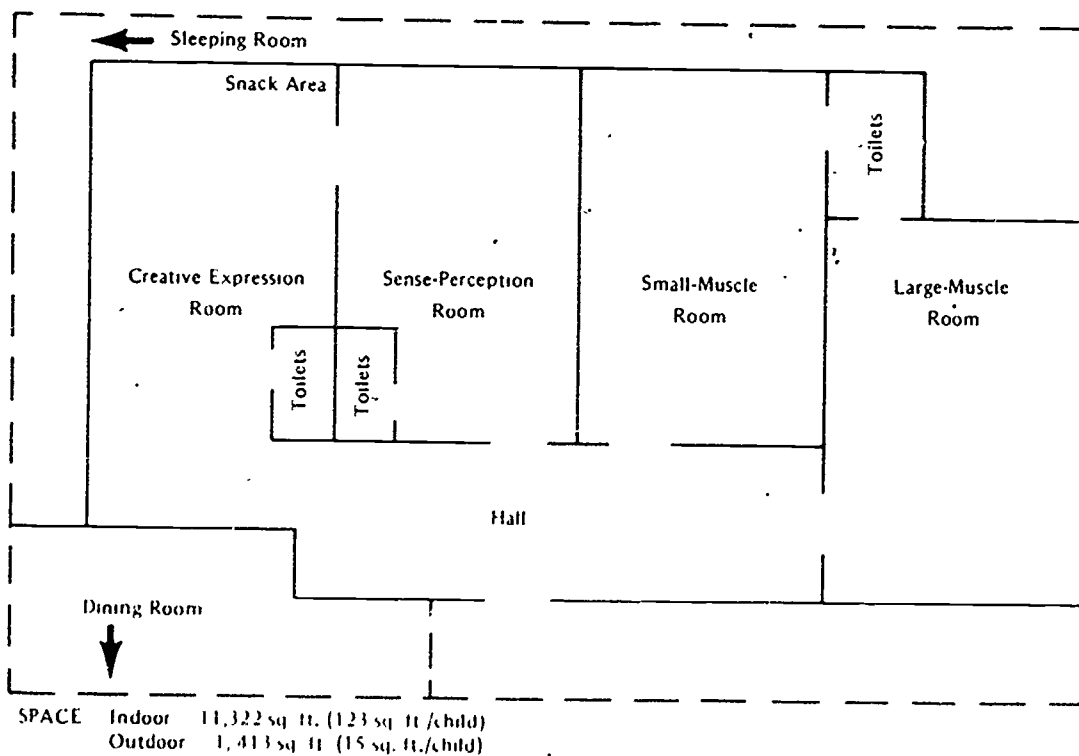 Sleeping Room
Snack Area
Toilets
Creative Expression
Room
Sense-Perception
Room
Small-Muscle
Room
Large-Muscle
Room
Toilets
Toilets
Hall
Dining Room
SPACE Indoor 11,322 sq. ft. (123 sq ft/child)
Outdoor 1,413 sq ft (15 sq. ft./child)